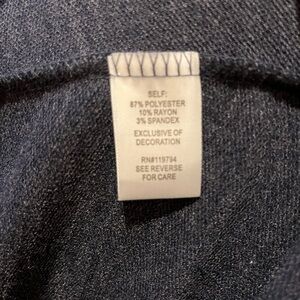 SELF:
87% POLYESTER
10% RAYON
3% SPANDEX
EXCLUSIVE OF
DECORATION
RN#119794
SEE REVERSE
FOR CARE